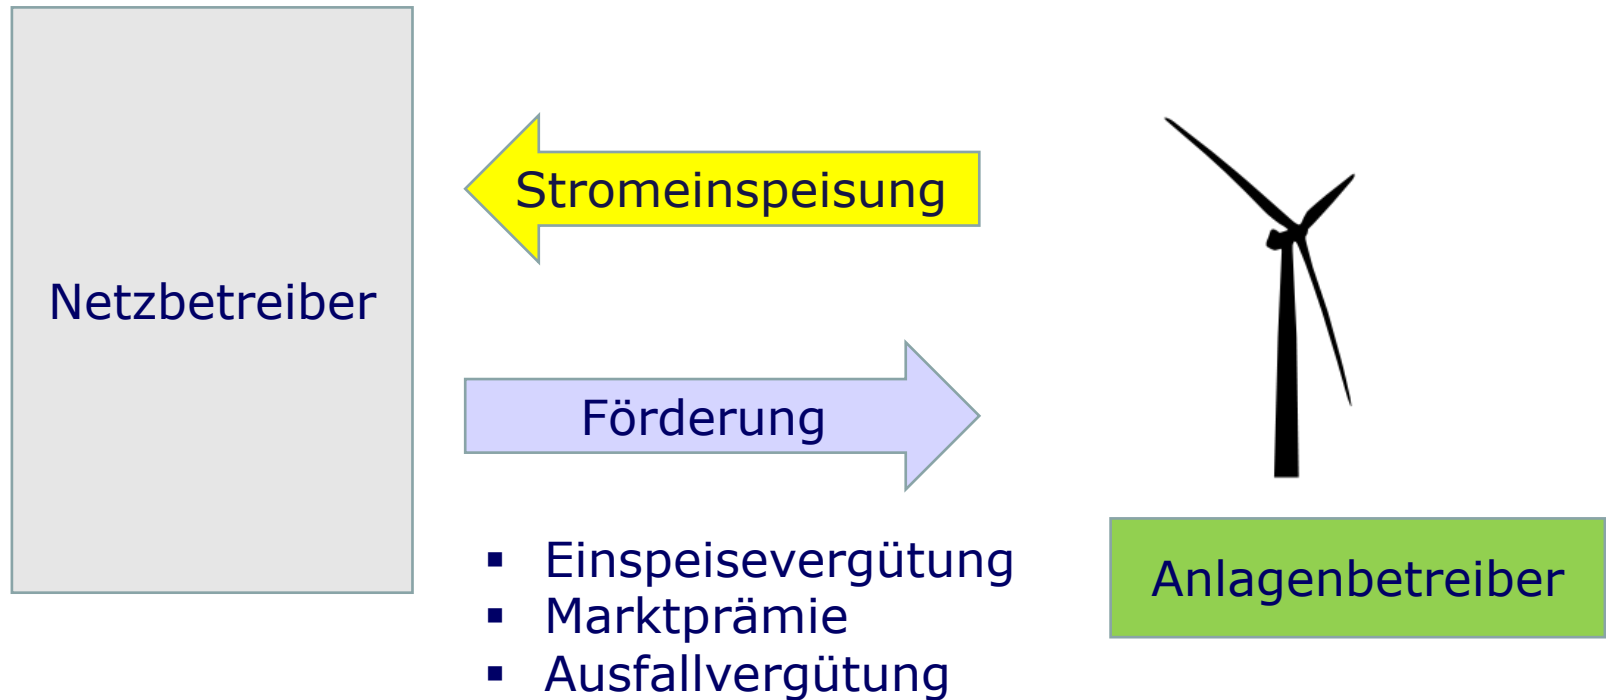 Stromeinspeisung
Netzbetreiber
Förderung
▪ Einspeisevergütung
▪ Marktprämie
▪ Ausfallvergütung
Anlagenbetreiber